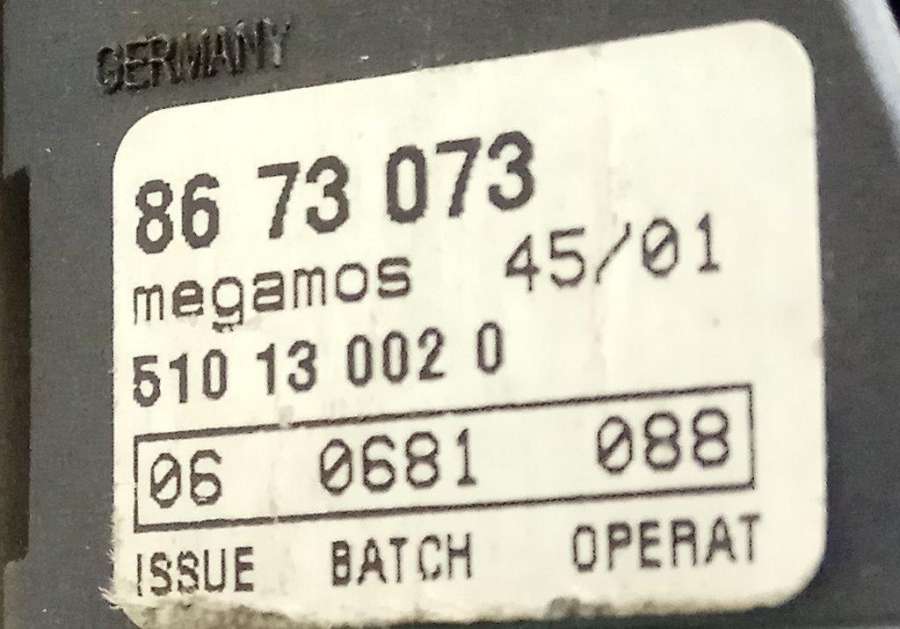 GERMANY
86 73 073
megamos 45/01
510 13 002 0
06 0681 088
ISSUE BATCH OPERAT